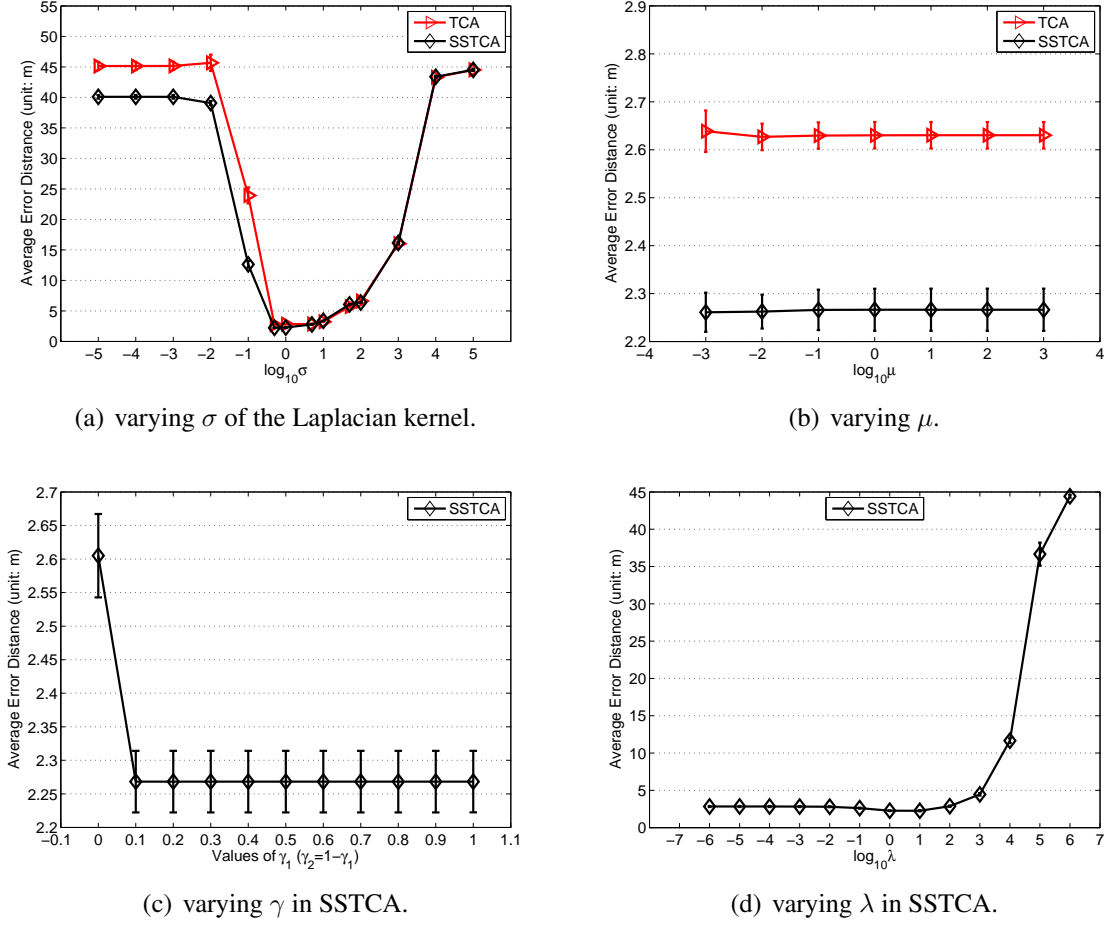 TCA
SSTCA
55
50
45
40
35
30
25
20
15
10
5
0
Average Error Distrance (unit: m)
−5 −4 −3 −2 −1 0 1 2 3 4 5
log10σ
(a) varying σ of the Laplacian kernel.
TCA
SSTCA
2.9
2.8
2.7
2.6
2.5
2.4
2.3
2.2
Average Error Distance (unit: m)
−4 −3 −2 −1 0 1 2 3 4
log10μ
(b) varying μ.
SSTCA
2.7
2.65
2.6
2.55
2.5
2.45
2.4
2.35
2.3
2.25
2.2
Average Error Distance (unit: m)
−0.1 0 0.1 0.2 0.3 0.4 0.5 0.6 0.7 0.8 0.9 1 1.1
Values of γ1 (γ2=1−γ1)
(c) varying γ in SSTCA.
SSTCA
45
40
35
30
25
20
15
10
5
0
Average Error Distance (unit: m)
−7 −6 −5 −4 −3 −2 −1 0 1 2 3 4 5 6 7
log10λ
(d) varying λ in SSTCA.